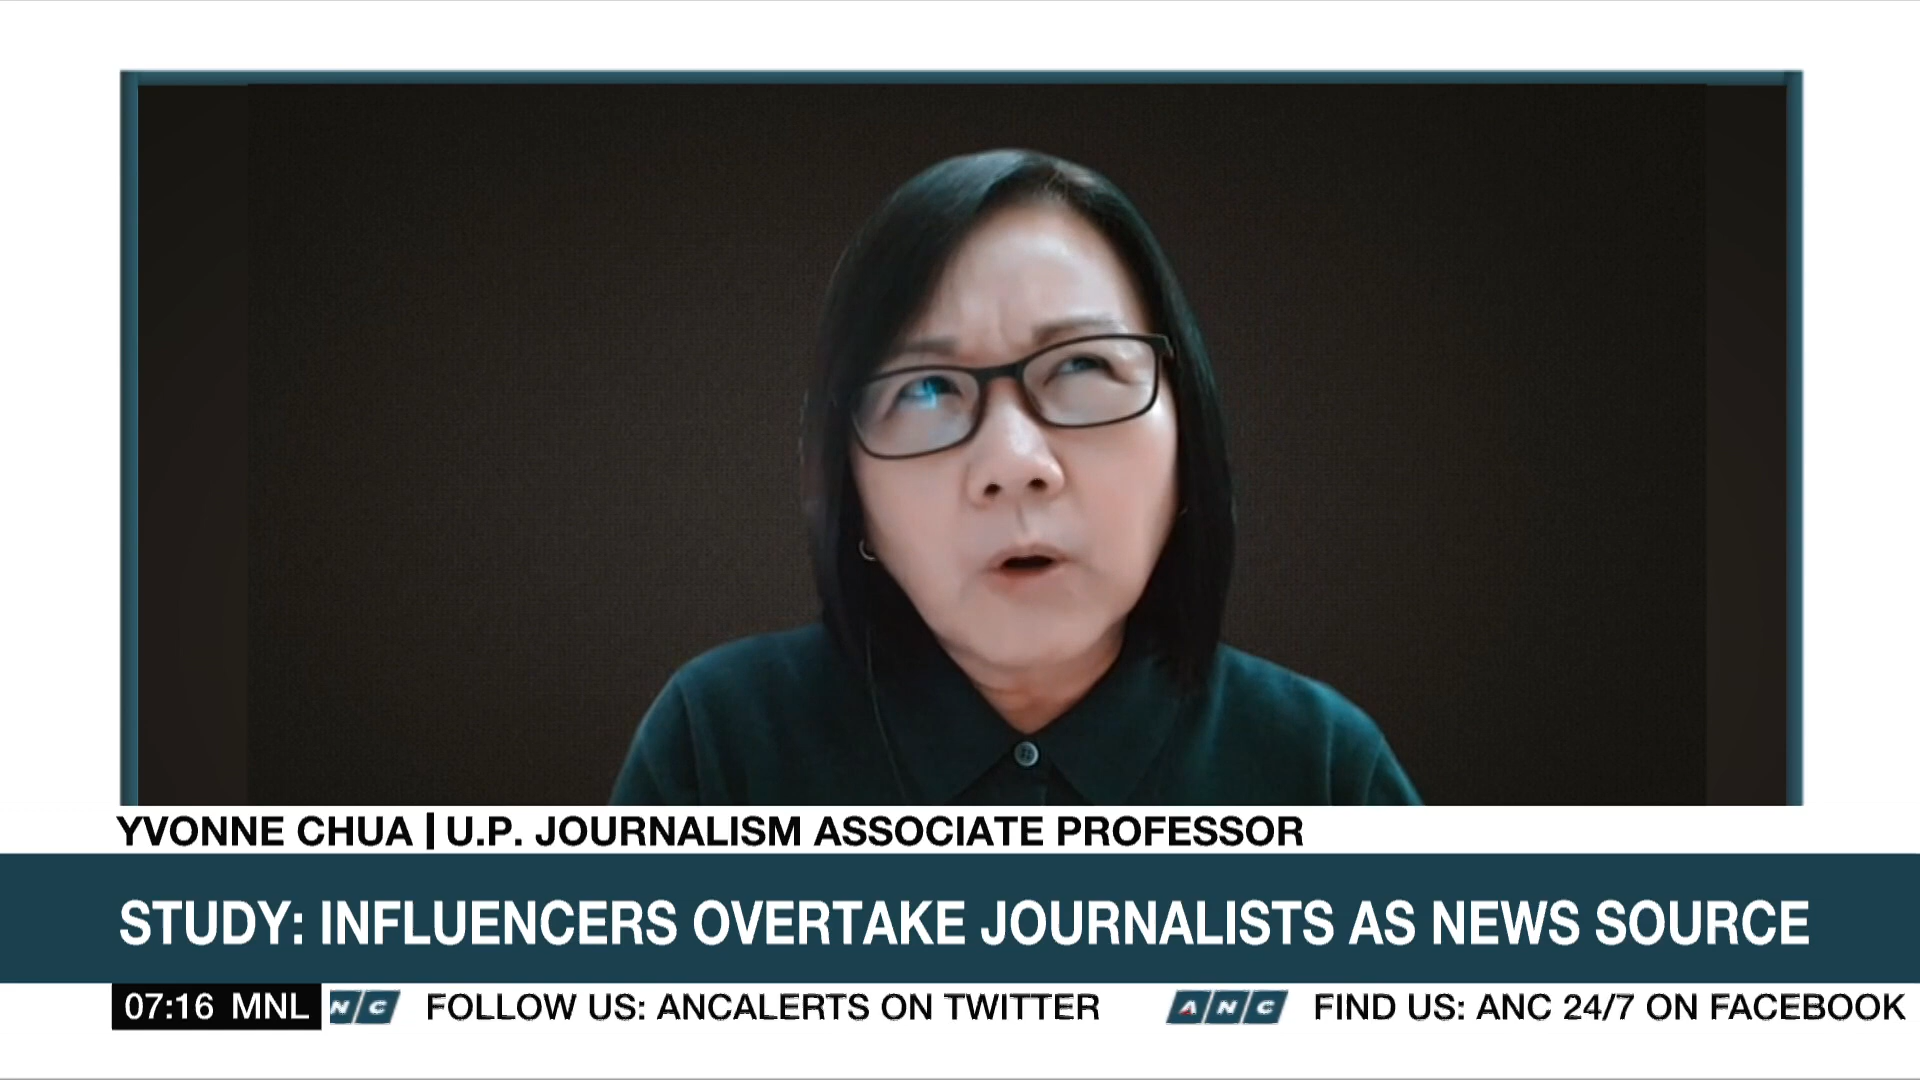 YVONNE CHUA | U.P. JOURNALISM ASSOCIATE PROFESSOR
STUDY: INFLUENCERS OVERTAKE JOURNALISTS AS NEWS SOURCE
07:16 MNL NC FOLLOW US: ANCALERTS ON TWITTER ANC FIND US: ANC 24/7 ON FACEBOOK